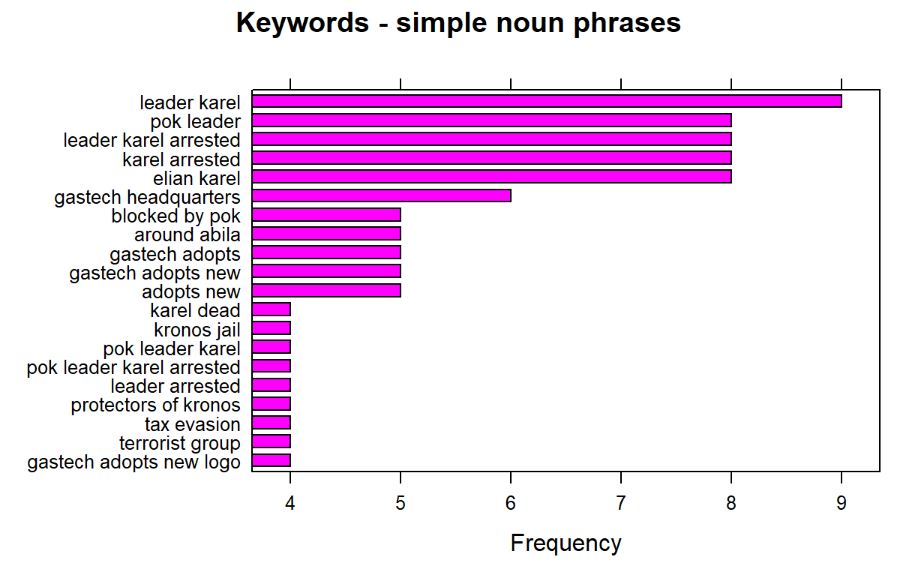 Keywords - simple noun phrases
leader karel
pok leader
leader karel arrested
karel arrested
elian karel
gastech headquarters
blocked by pok
around abila
gastech adopts
gastech adopts new
adopts new
karel dead
kronos jail
pok leader karel
pok leader karel arrested
leader arrested
protectors of kronos
tax evasion
terrorist group
gastech adopts new logo
4 5 6 7 8 9
Frequency